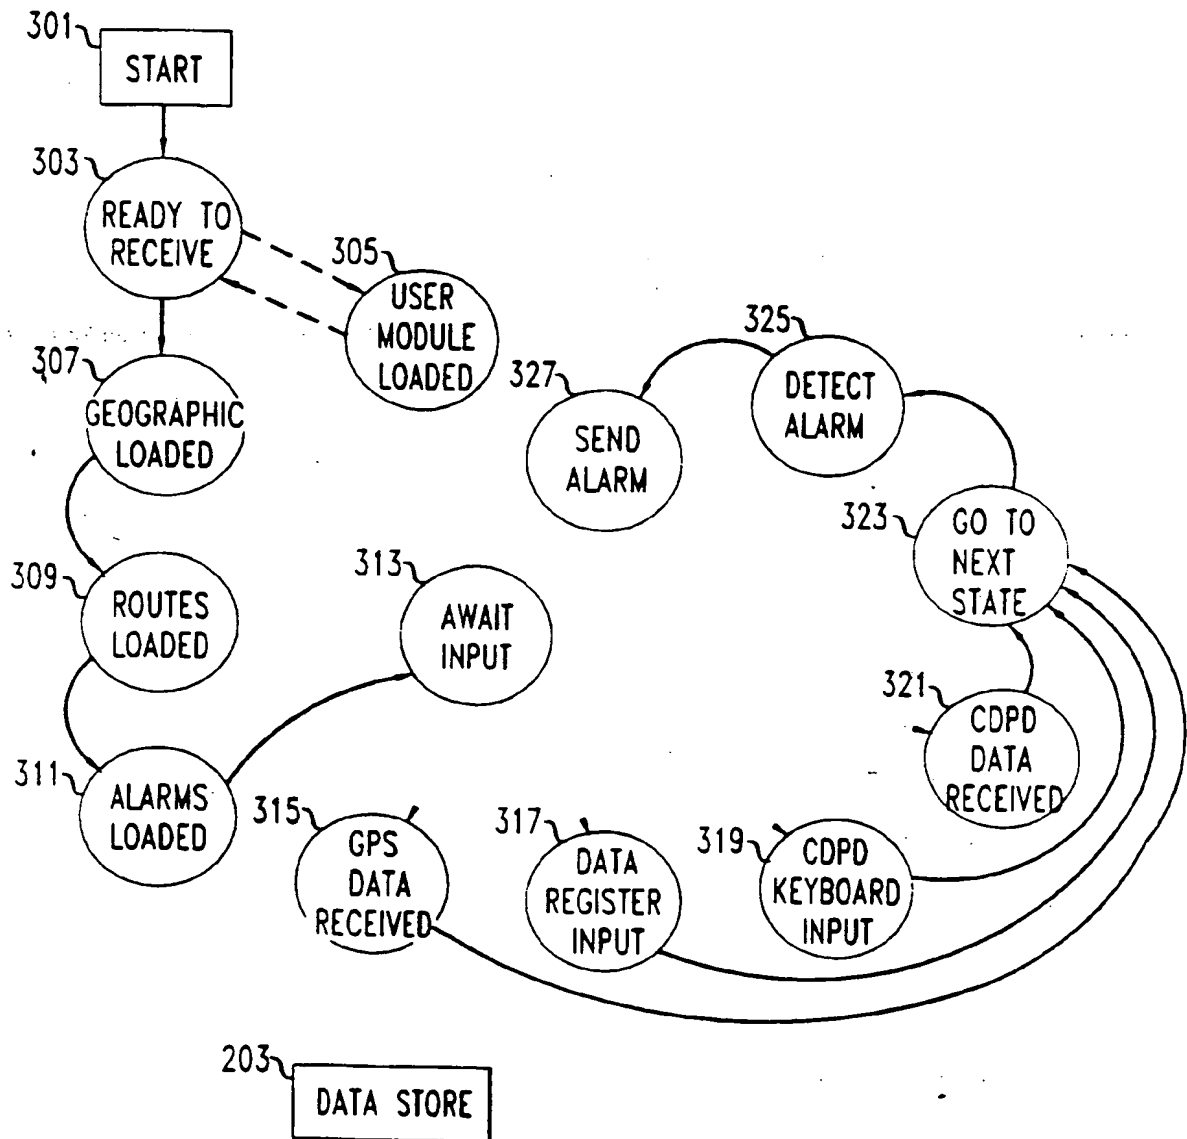 301
START
303
READY TO
RECEIVE
305
USER
MODULE
LOADED
307
GEOGRAPHIC
LOADED
309
ROUTES
LOADED
311
ALARMS
LOADED
313
AWAIT
INPUT
315
GPS
DATA
RECEIVED
317
DATA
REGISTER
INPUT
319
CDPD
KEYBOARD
INPUT
321
CDPD
DATA
RECEIVED
323
GO TO
NEXT
STATE
325
DETECT
ALARM
327
SEND
ALARM
203
DATA STORE